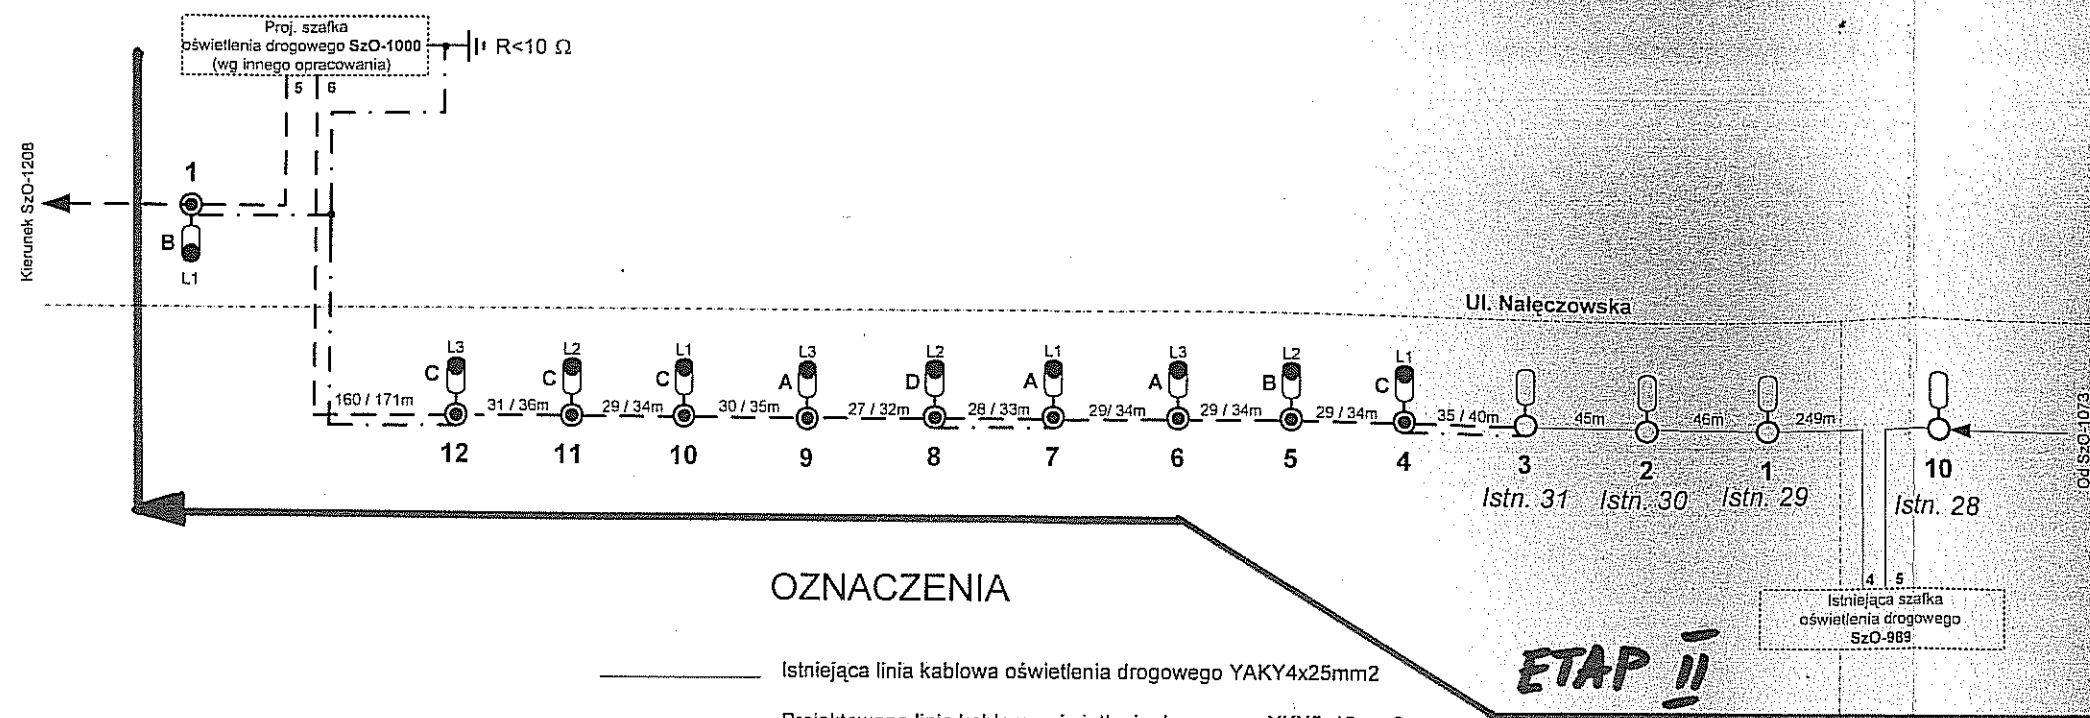 Proj. szafka
oświetlenia drogowego SzO-1000
(wg innego opracowania)
R<10 Ω
5 6
Kierunek SzO-1208
1
B
L1
Ul. Nałęczowska
L3 L2 L1 L3 L2 L1 L3 L2 L1
C C C A D A A B C
160 / 171m 31 / 36m 29 / 34m 30 / 35m 27 / 32m 28 / 33m 29 / 34m 29 / 34m 29 / 34m 35 / 40m 45m 46m 249m
12 11 10 9 8 7 6 5 4 3 2 1 10
Istn. 31 Istn. 30 Istn. 29 Istn. 28
Od SzO-1073
4 5
Istniejąca szafka
oświetlenia drogowego
SzO-989
OZNACZENIA
ETAP II
Istniejąca linia kablowa oświetlenia drogowego YAKY4x25mm2